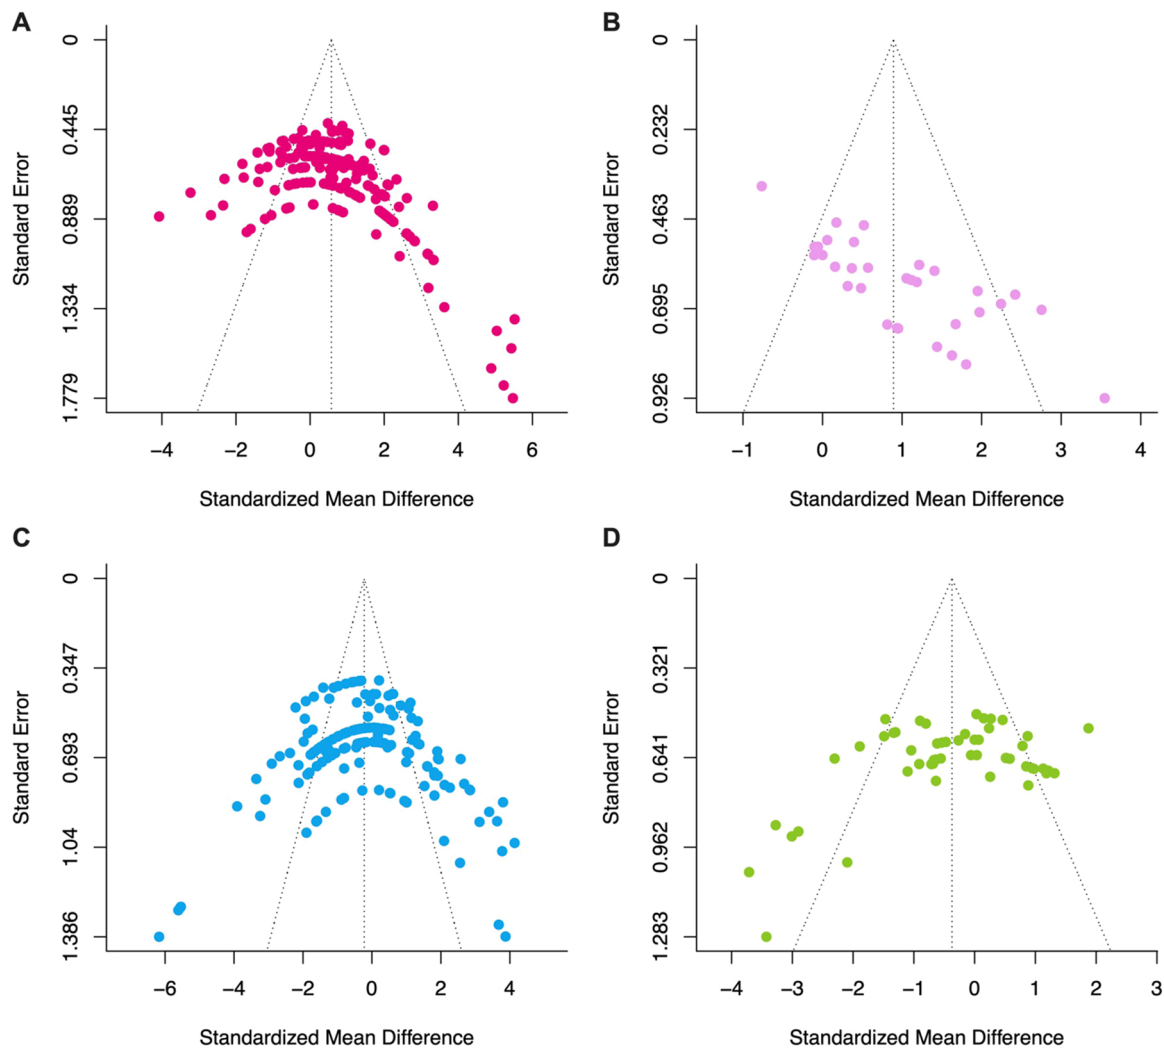 A
0
0.445
0.889
1.334
1.779
Standard Error
−4 −2 0 2 4 6
Standardized Mean Difference
B
0
0.232
0.463
0.695
0.926
Standard Error
−1 0 1 2 3 4
Standardized Mean Difference
C
0
0.347
0.693
1.04
1.386
Standard Error
−6 −4 −2 0 2 4
Standardized Mean Difference
D
0
0.321
0.641
0.962
1.283
Standard Error
−4 −3 −2 −1 0 1 2 3
Standardized Mean Difference